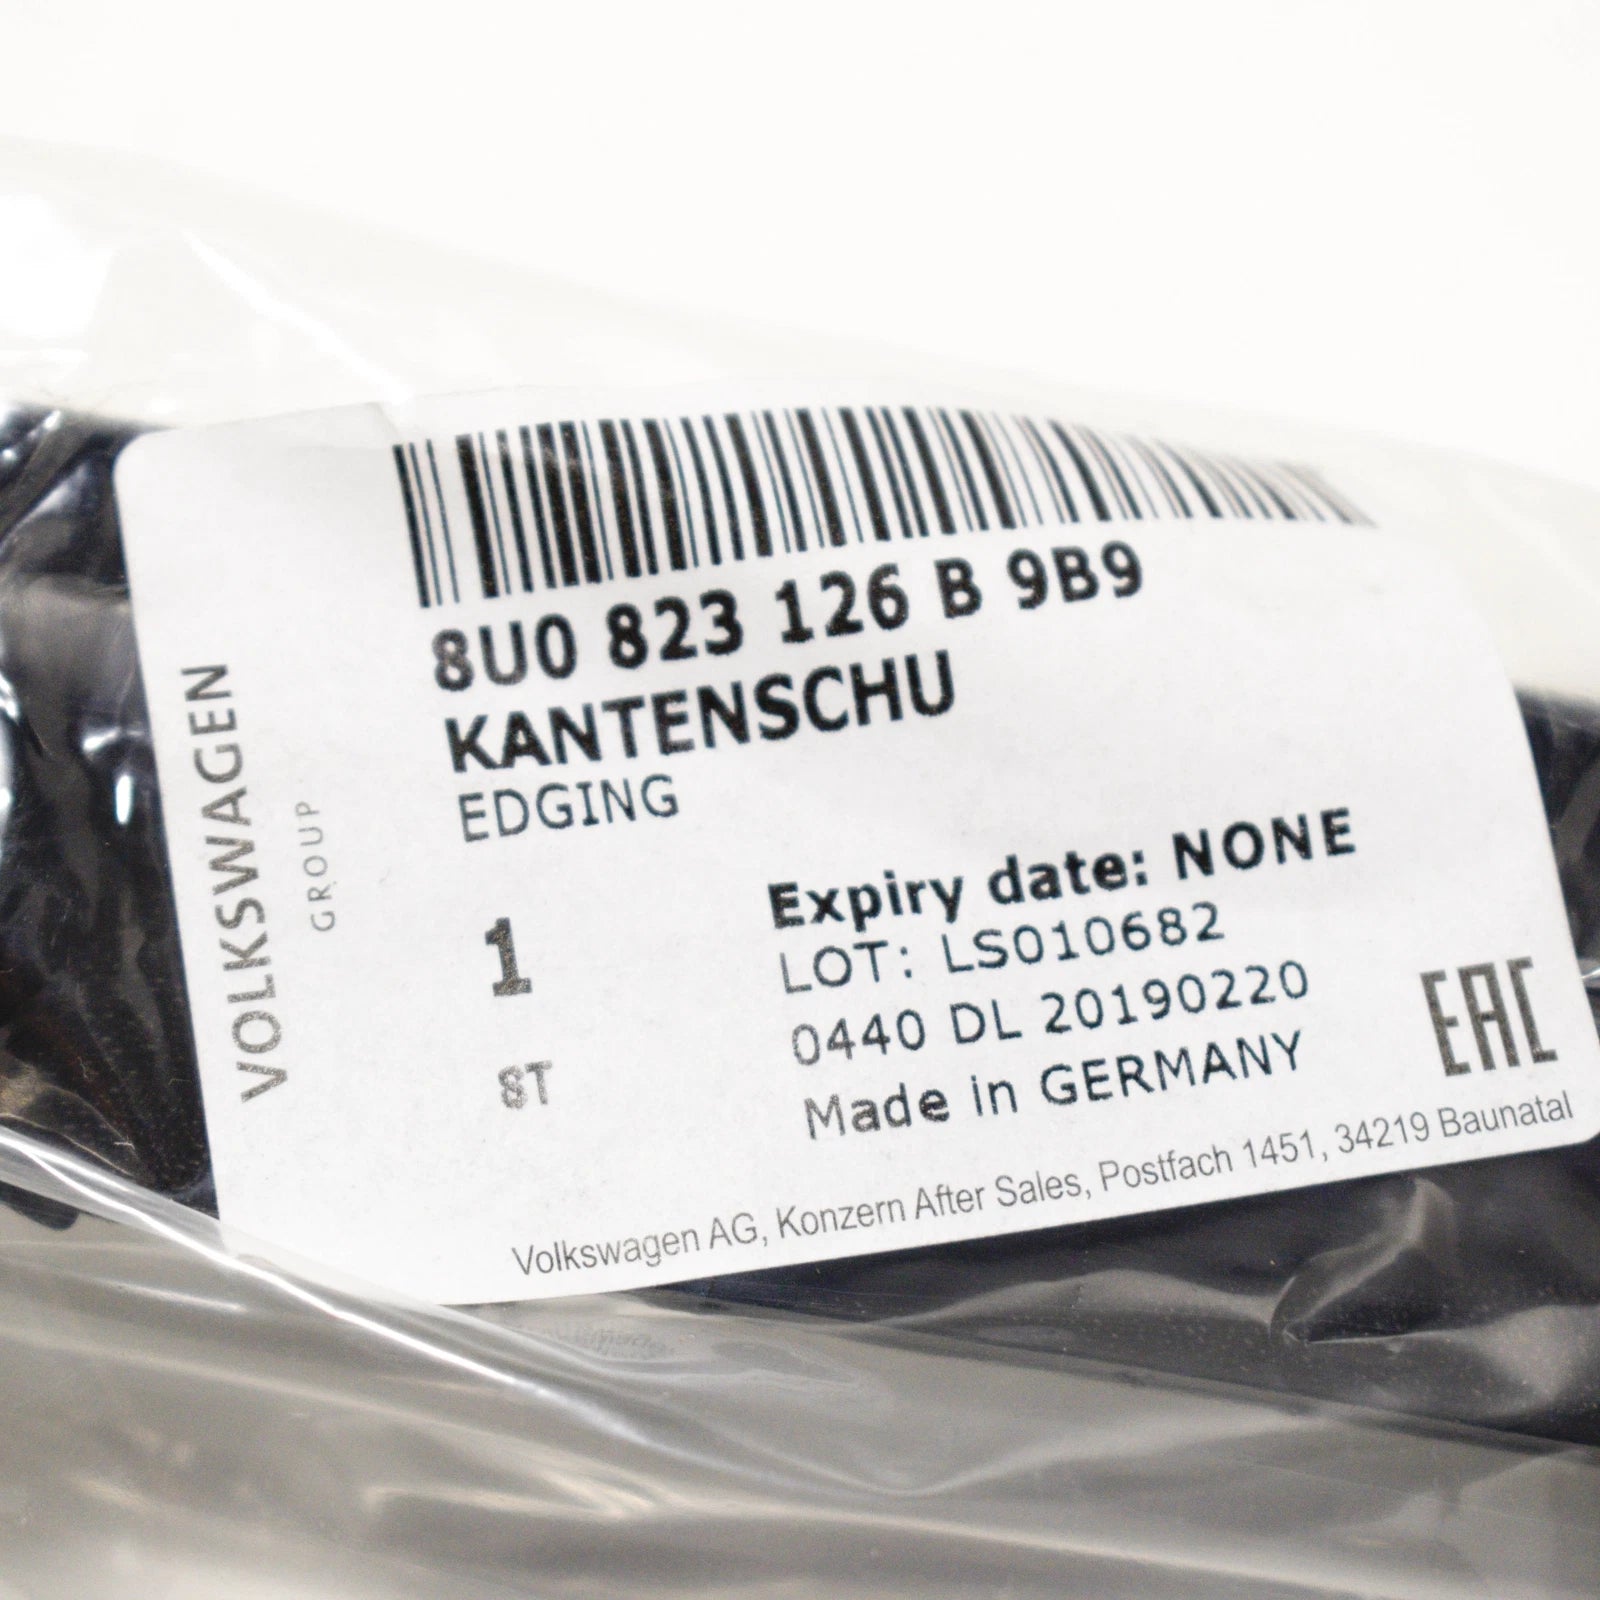 8U0 823 126 B 9B9
KANTENSCHU
EDGING
1
ST
Expiry date: NONE
LOT: LS010682
0440 DL 20190220
Made in GERMANY
EAC
Volkswagen AG, Konzern After Sales, Postfach 1451, 34219 Baunatal
VOLKSWAGEN
GROUP